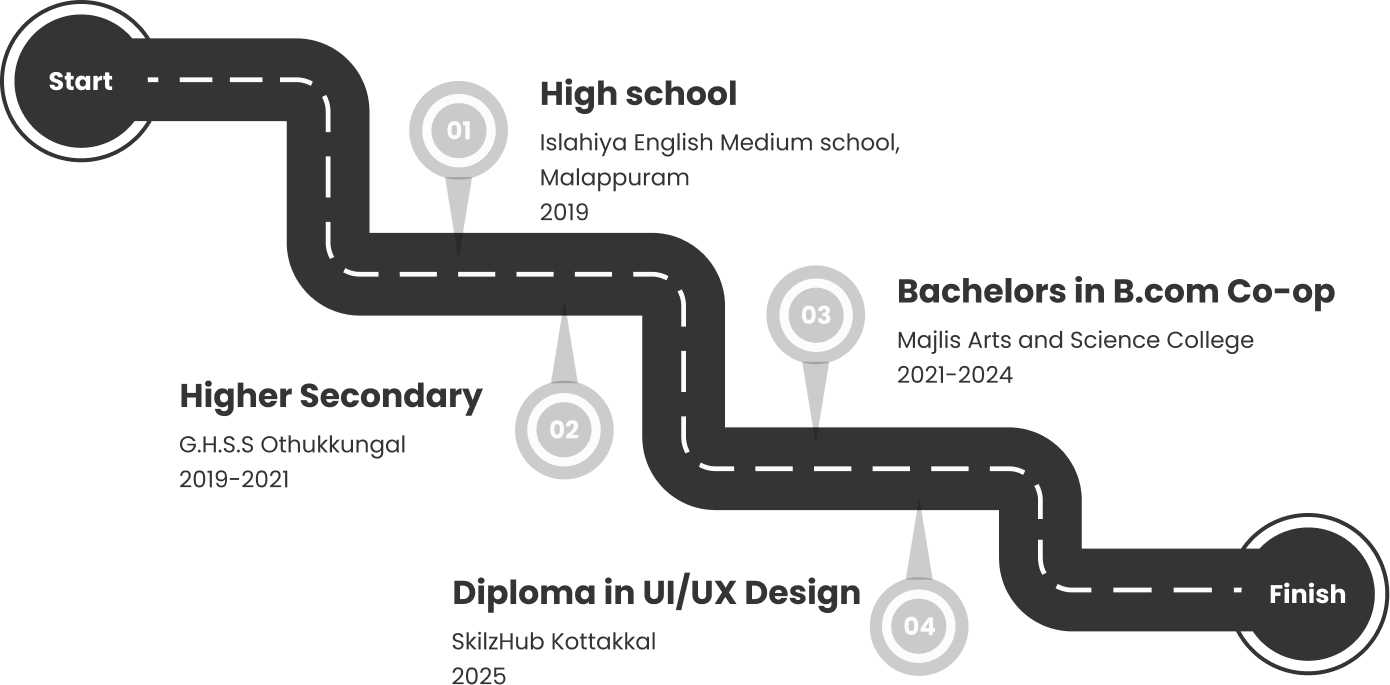 Start
01
High school
Islahiya English Medium school,
Malappuram
2019
Higher Secondary
G.H.S.S Othukkungal
2019-2021
02
03
Bachelors in B.com Co-op
Majlis Arts and Science College
2021-2024
Diploma in UI/UX Design
SkilzHub Kottakkal
2025
04
Finish